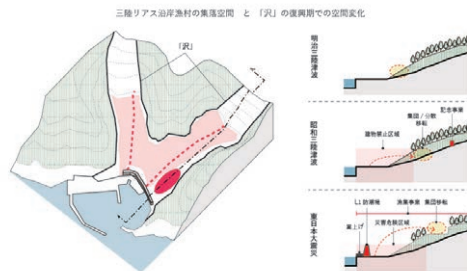 三陸リアス沿岸漁村の集落空間 と 「沢」の復興期での空間変化
「沢」
明治三陸津波
昭和三陸津波
建物禁止区域
集団/分散
移転
記念碑
東日本大震災
L1防潮堤
嵩上げ
漁集事業
集団移転
災害危険区域